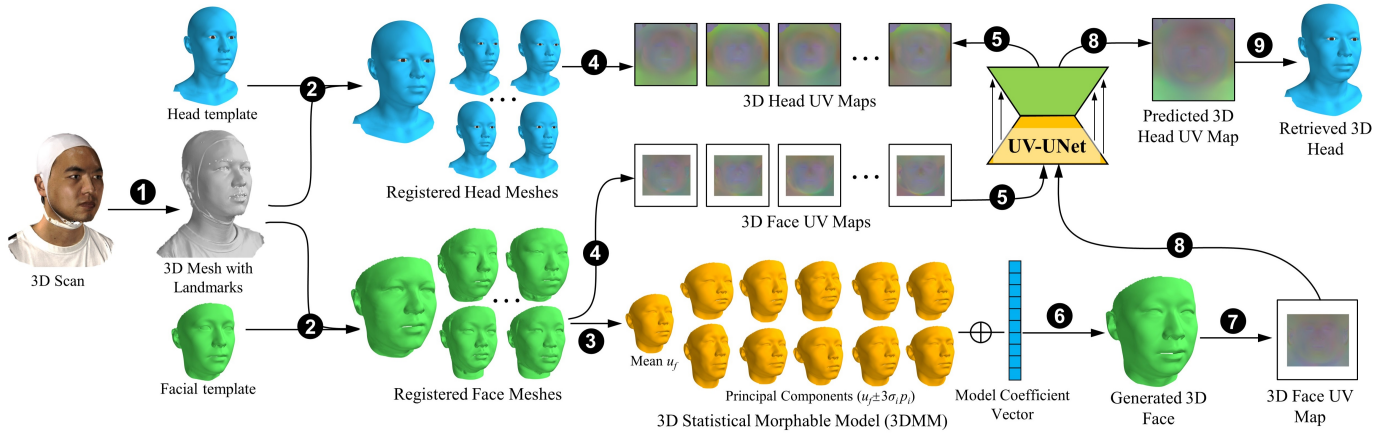 Head template
2
4
5
8
9
3D Head UV Maps
Predicted 3D
Head UV Map
Retrieved 3D
Head
UV-UNet
1
Registered Head Meshes
3D Face UV Maps
5
3D Scan
3D Mesh with
Landmarks
4
8
2
3
6
7
Facial template
Registered Face Meshes
Mean u_f
Principal Components (u_f±3σ_i p_i)
3D Statistical Morphable Model (3DMM)
Model Coefficient
Vector
Generated 3D
Face
3D Face UV
Map